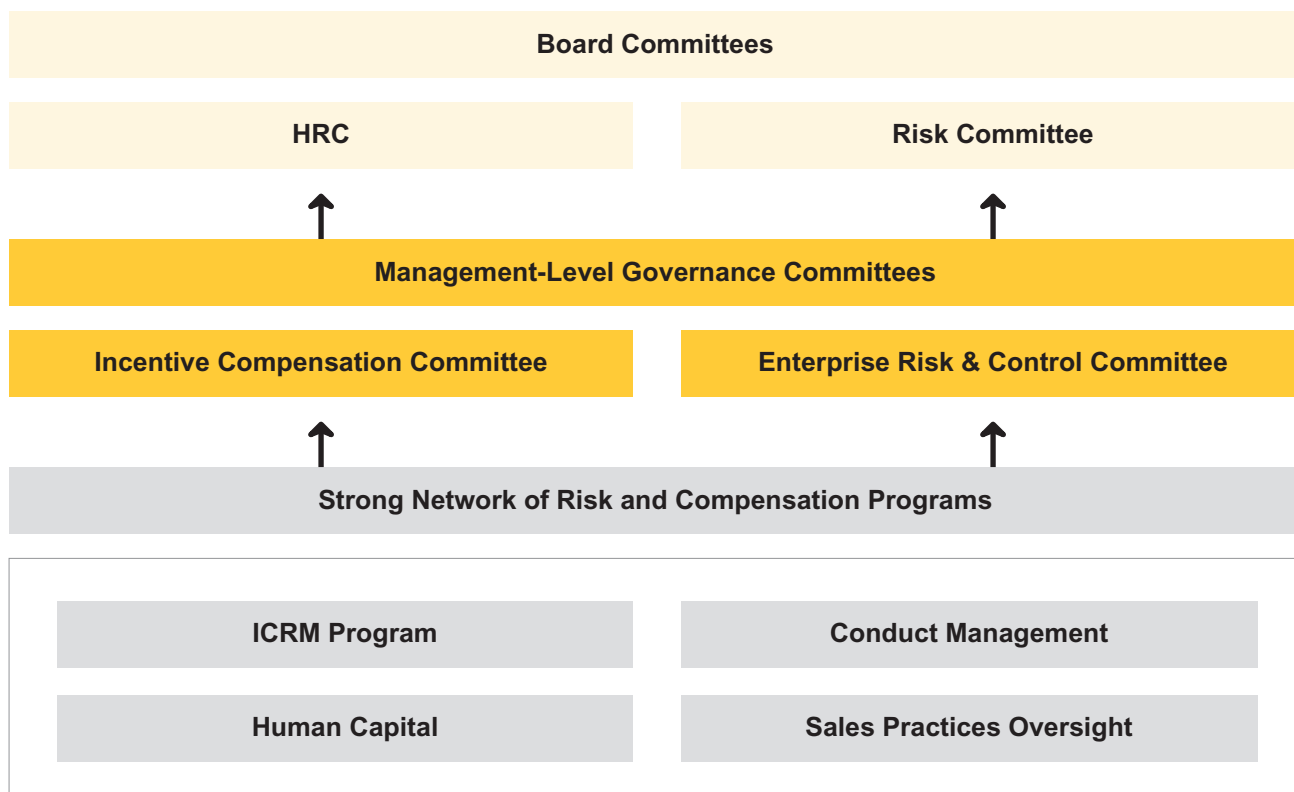 Board Committees
HRC
Risk Committee
Management-Level Governance Committees
Incentive Compensation Committee
Enterprise Risk & Control Committee
Strong Network of Risk and Compensation Programs
ICRM Program
Conduct Management
Human Capital
Sales Practices Oversight